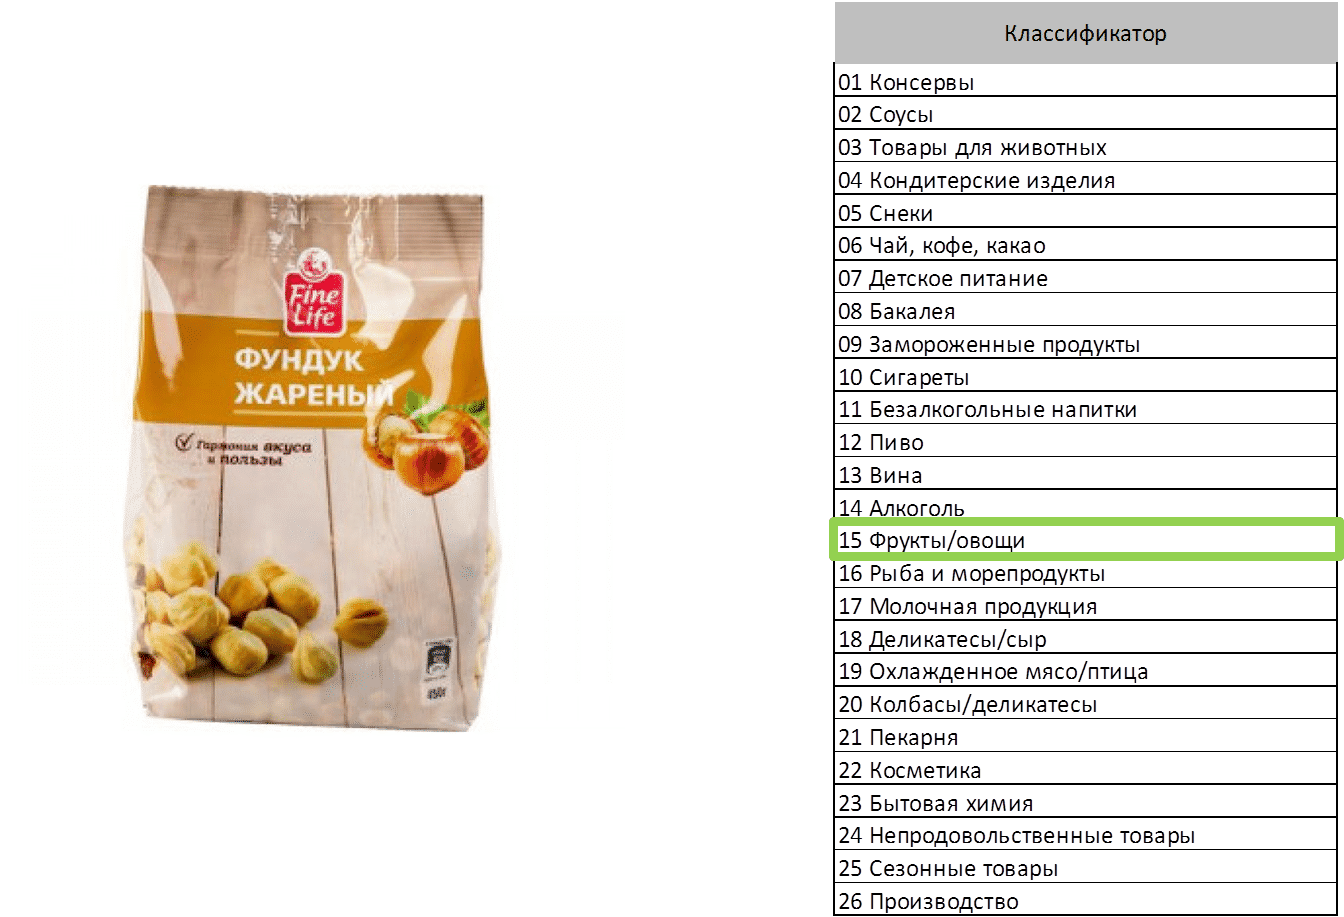 Fine
Life
ФУНДУК
ЖАРЕНЫЙ
Гармония вкуса
и пользы
450г
Классификатор
01 Консервы
02 Соусы
03 Товары для животных
04 Кондитерские изделия
05 Снеки
06 Чай, кофе, какао
07 Детское питание
08 Бакалея
09 Замороженные продукты
10 Сигареты
11 Безалкогольные напитки
12 Пиво
13 Вина
14 Алкоголь
15 Фрукты/овощи
16 Рыба и морепродукты
17 Молочная продукция
18 Деликатесы/сыр
19 Охлажденное мясо/птица
20 Колбасы/деликатесы
21 Пекарня
22 Косметика
23 Бытовая химия
24 Непродовольственные товары
25 Сезонные товары
26 Производство